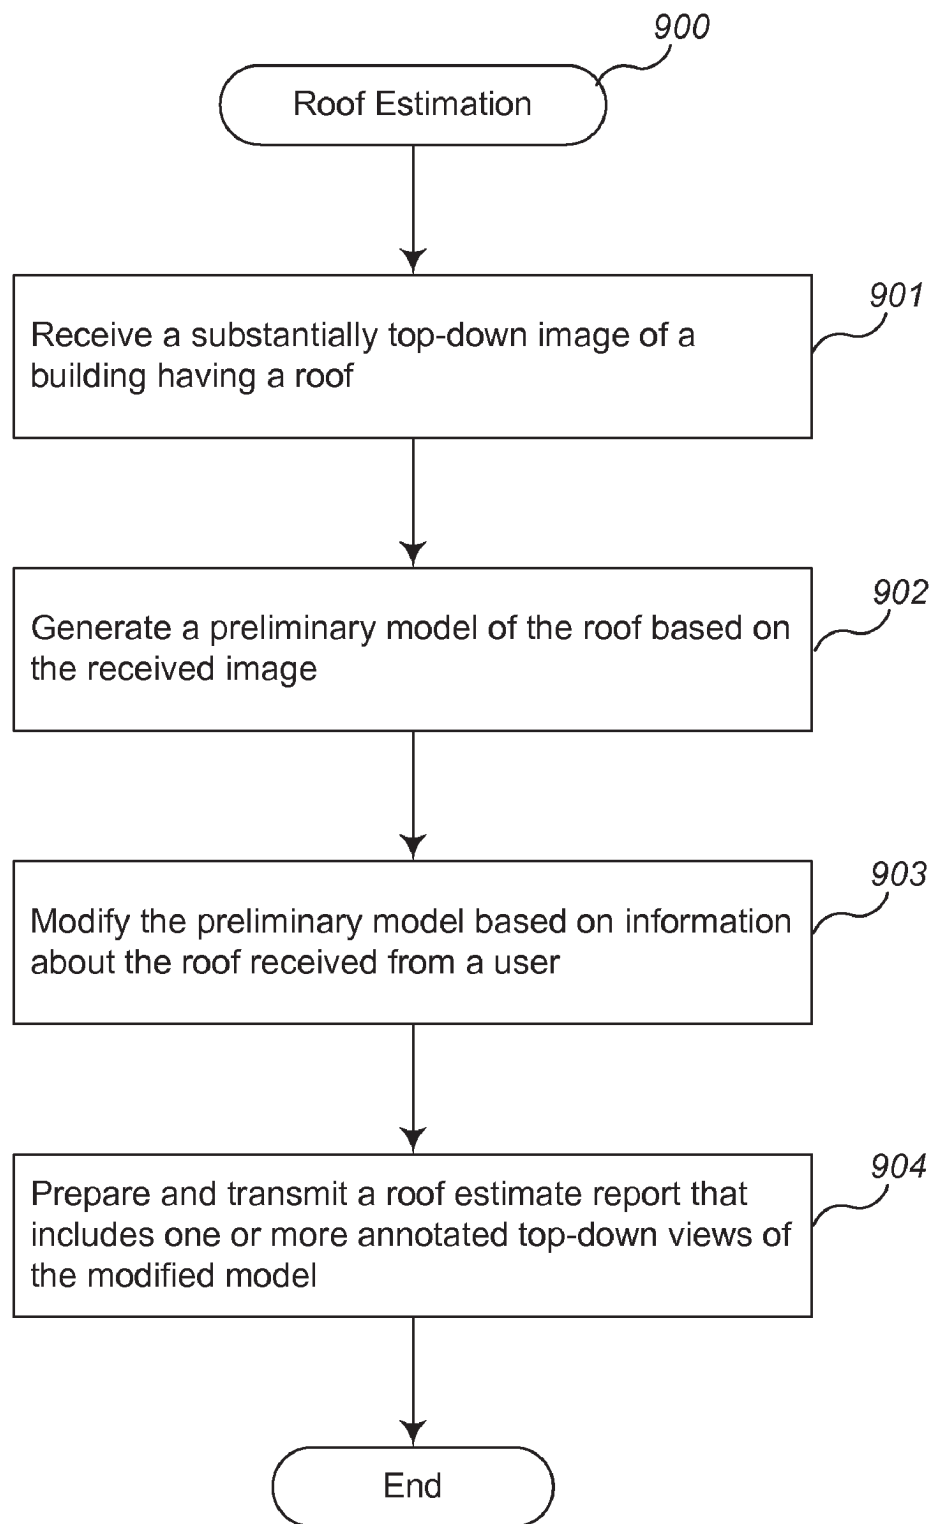 900
Roof Estimation
901
Receive a substantially top-down image of a
building having a roof
902
Generate a preliminary model of the roof based on
the received image
903
Modify the preliminary model based on information
about the roof received from a user
904
Prepare and transmit a roof estimate report that
includes one or more annotated top-down views of
the modified model
End